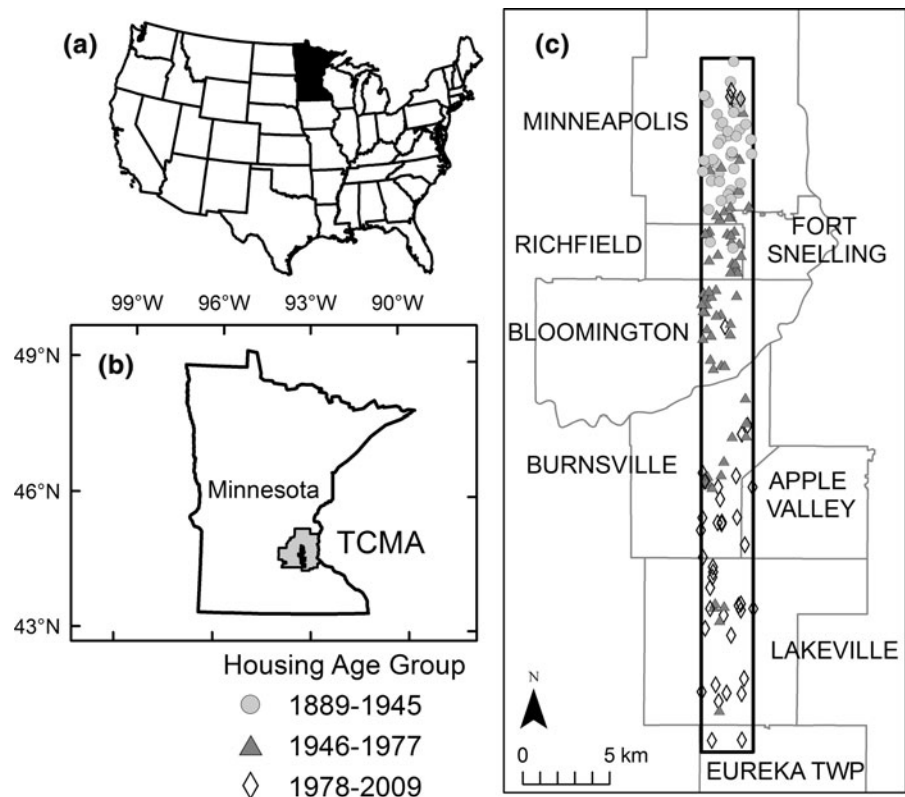 (a)
99°W 96°W 93°W 90°W
49°N
46°N
43°N
(b)
Minnesota
TCMA
Housing Age Group
1889-1945
1946-1977
1978-2009
(c)
MINNEAPOLIS
RICHFIELD
FORT
SNELLING
BLOOMINGTON
BURNSVILLE
APPLE
VALLEY
LAKEVILLE
N
0 5 km
EUREKA TWP